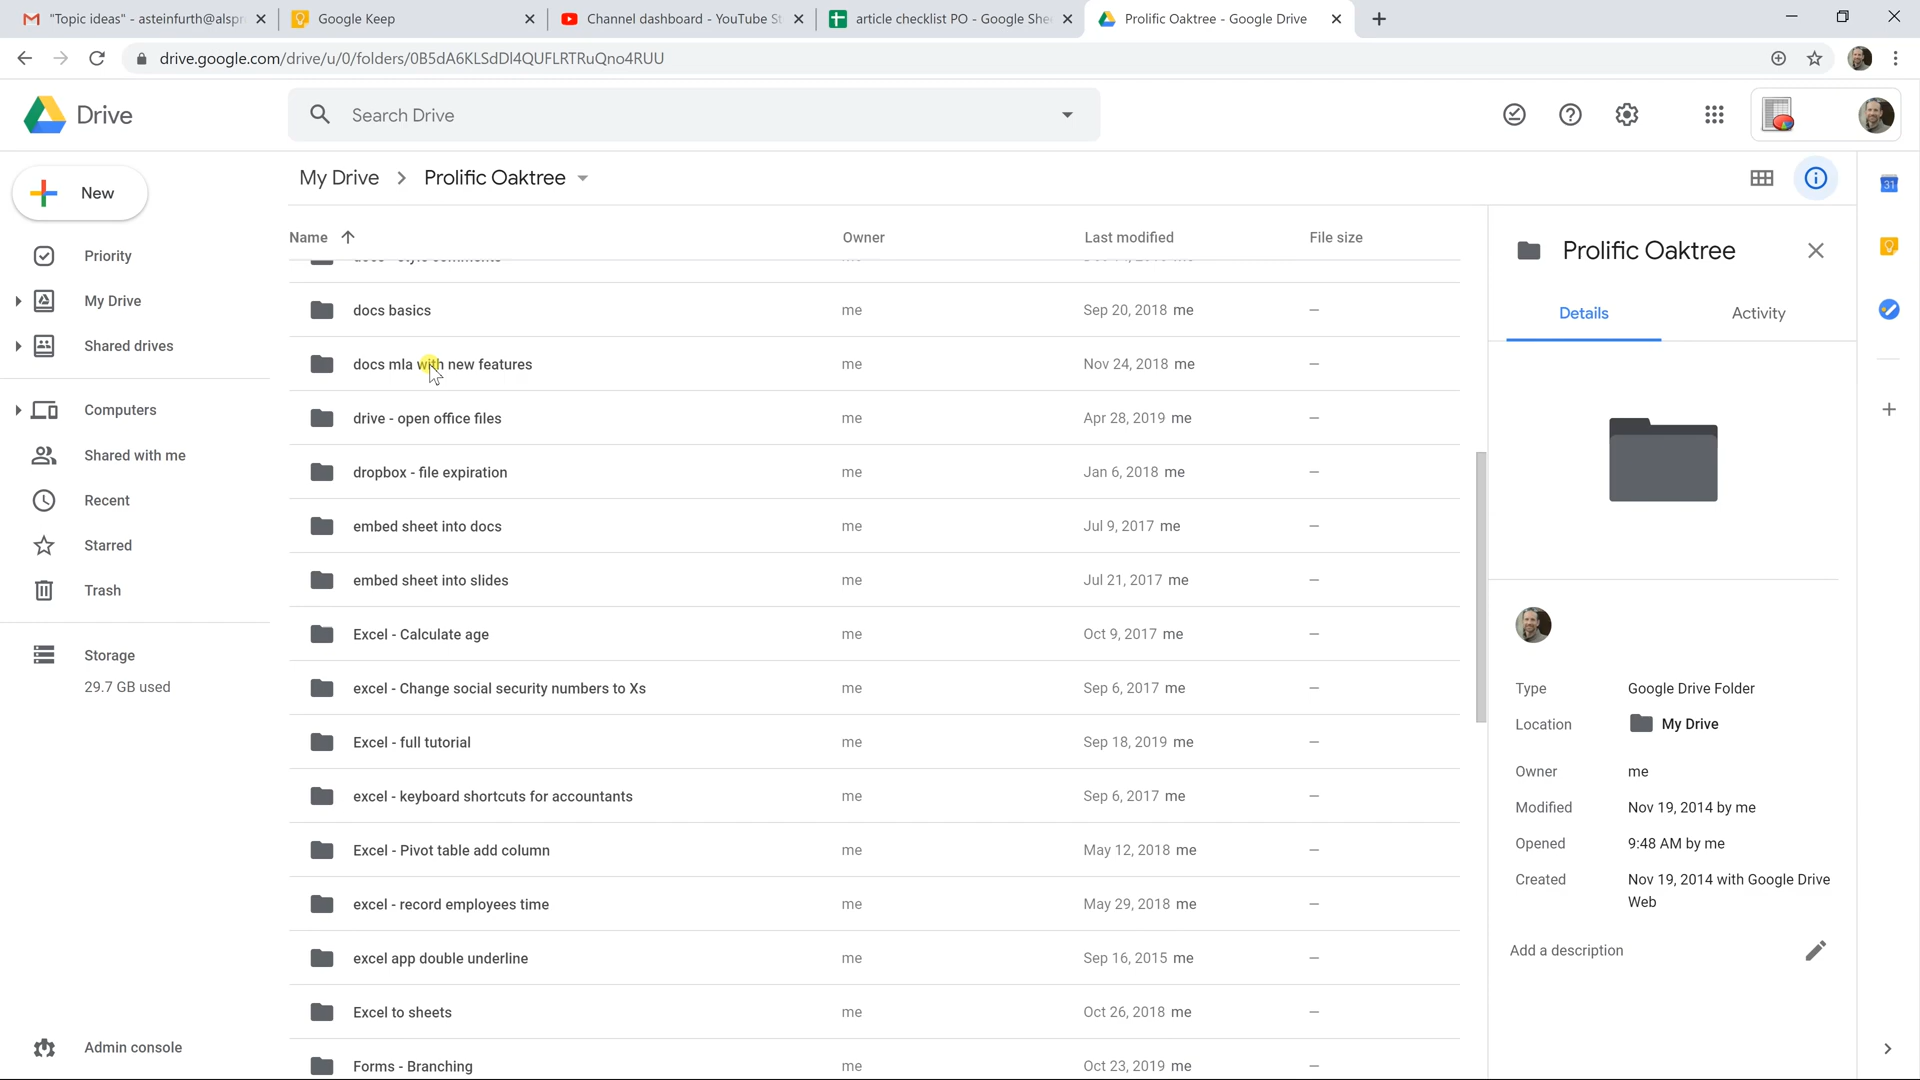 "Topic ideas" - asteinfurth@alspr
Google Keep
Channel dashboard - YouTube St
article checklist PO - Google She
Prolific Oaktree - Google Drive
drive.google.com/drive/u/0/folders/0B5dA6KLSdDl4QUFLRTRuQno4RUU
Drive
Search Drive
New
My Drive
Prolific Oaktree
Name
Owner
Last modified
File size
docs basics
me
Sep 20, 2018 me
–
docs mla with new features
me
Nov 24, 2018 me
–
drive - open office files
me
Apr 28, 2019 me
–
dropbox - file expiration
me
Jan 6, 2018 me
–
embed sheet into docs
me
Jul 9, 2017 me
–
embed sheet into slides
me
Jul 21, 2017 me
–
Excel - Calculate age
me
Oct 9, 2017 me
–
excel - Change social security numbers to Xs
me
Sep 6, 2017 me
–
Excel - full tutorial
me
Sep 18, 2019 me
–
excel - keyboard shortcuts for accountants
me
Sep 6, 2017 me
–
Excel - Pivot table add column
me
May 12, 2018 me
–
excel - record employees time
me
May 29, 2018 me
–
excel app double underline
me
Sep 16, 2015 me
–
Excel to sheets
me
Oct 26, 2018 me
–
Forms - Branching
me
Oct 23, 2019 me
–
Priority
My Drive
Shared drives
Computers
Shared with me
Recent
Starred
Trash
Storage
29.7 GB used
Admin console
Prolific Oaktree
Details
Activity
Type
Google Drive Folder
Location
My Drive
Owner
me
Modified
Nov 19, 2014 by me
Opened
9:48 AM by me
Created
Nov 19, 2014 with Google Drive
Web
Add a description
31